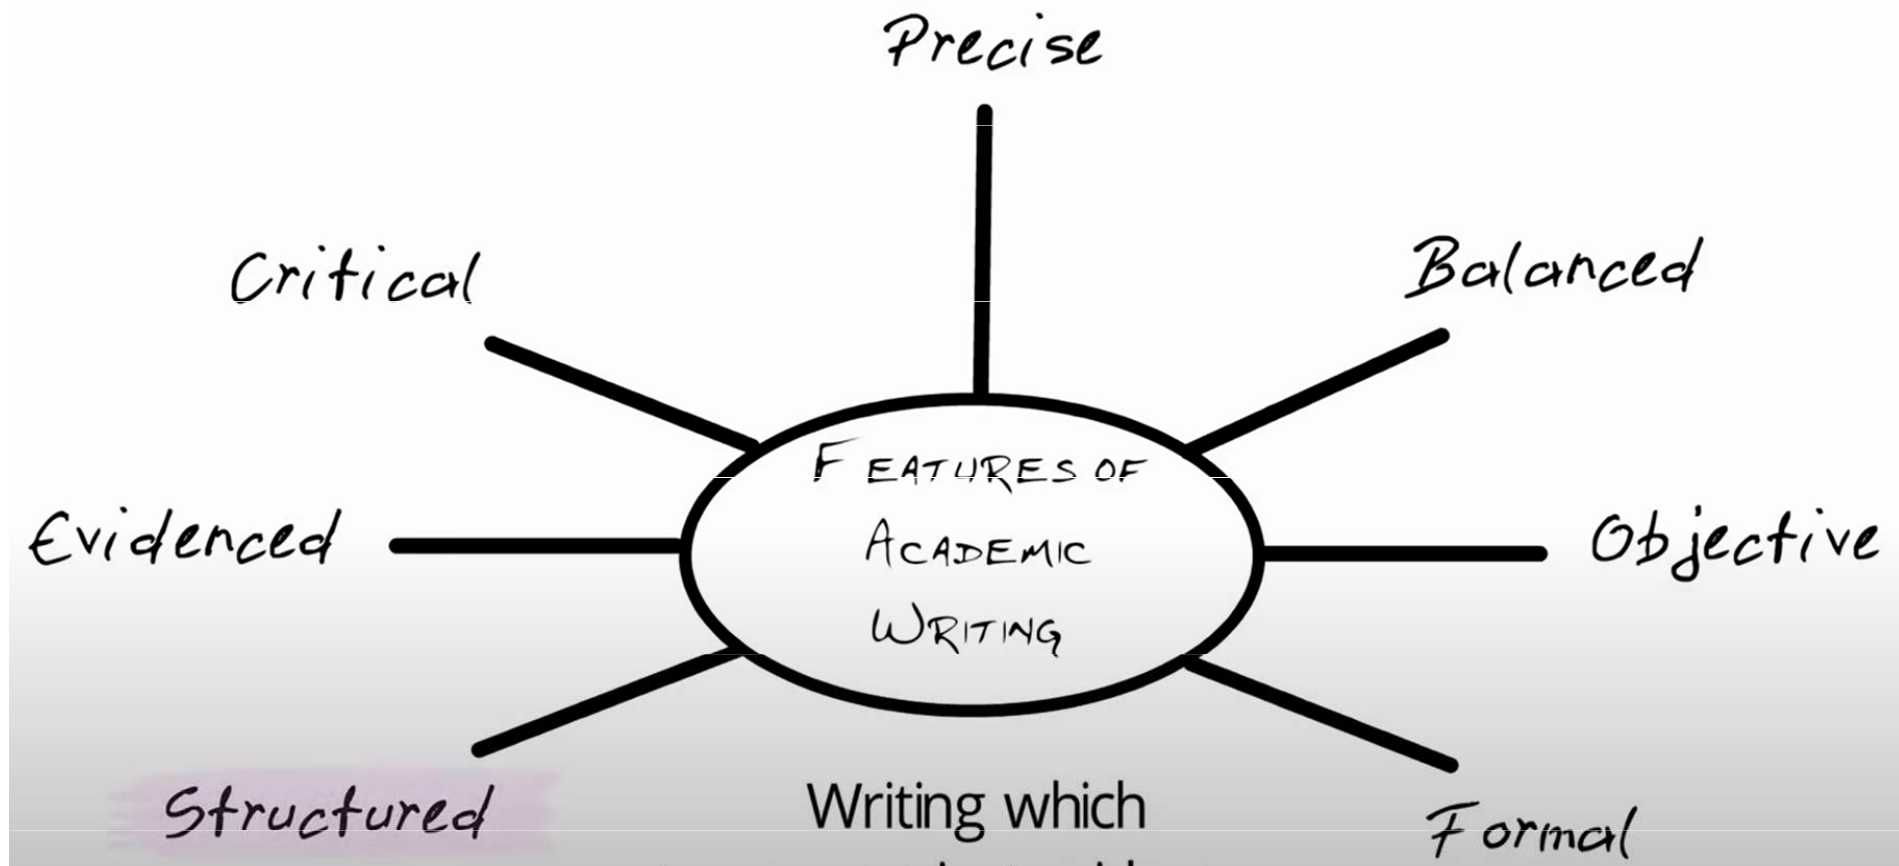 Precise
Critical
Balanced
FEATURES OF
ACADEMIC
WRITING
Evidenced
Objective
Structured
Writing which
Formal